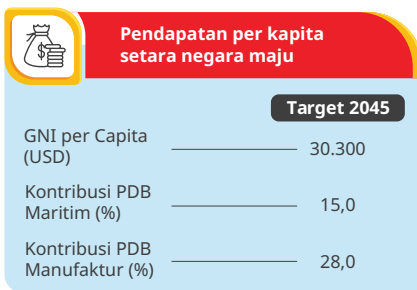 Pendapatan per kapita
setara negara maju
Target 2045
GNI per Capita
(USD)
30.300
Kontribusi PDB
Maritim (%)
15,0
Kontribusi PDB
Manufaktur (%)
28,0